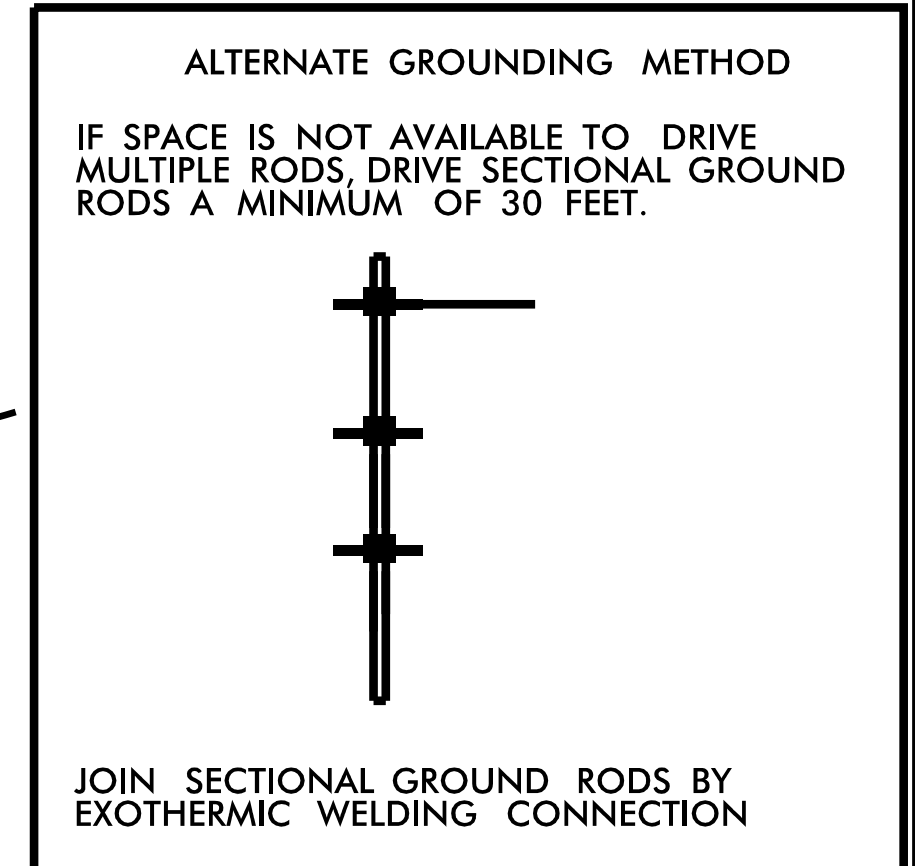 ALTERNATE GROUNDING METHOD
IF SPACE IS NOT AVAILABLE TO DRIVE
MULTIPLE RODS, DRIVE SECTIONAL GROUND
RODS A MINIMUM OF 30 FEET.
JOIN SECTIONAL GROUND RODS BY
EXOTHERMIC WELDING CONNECTION